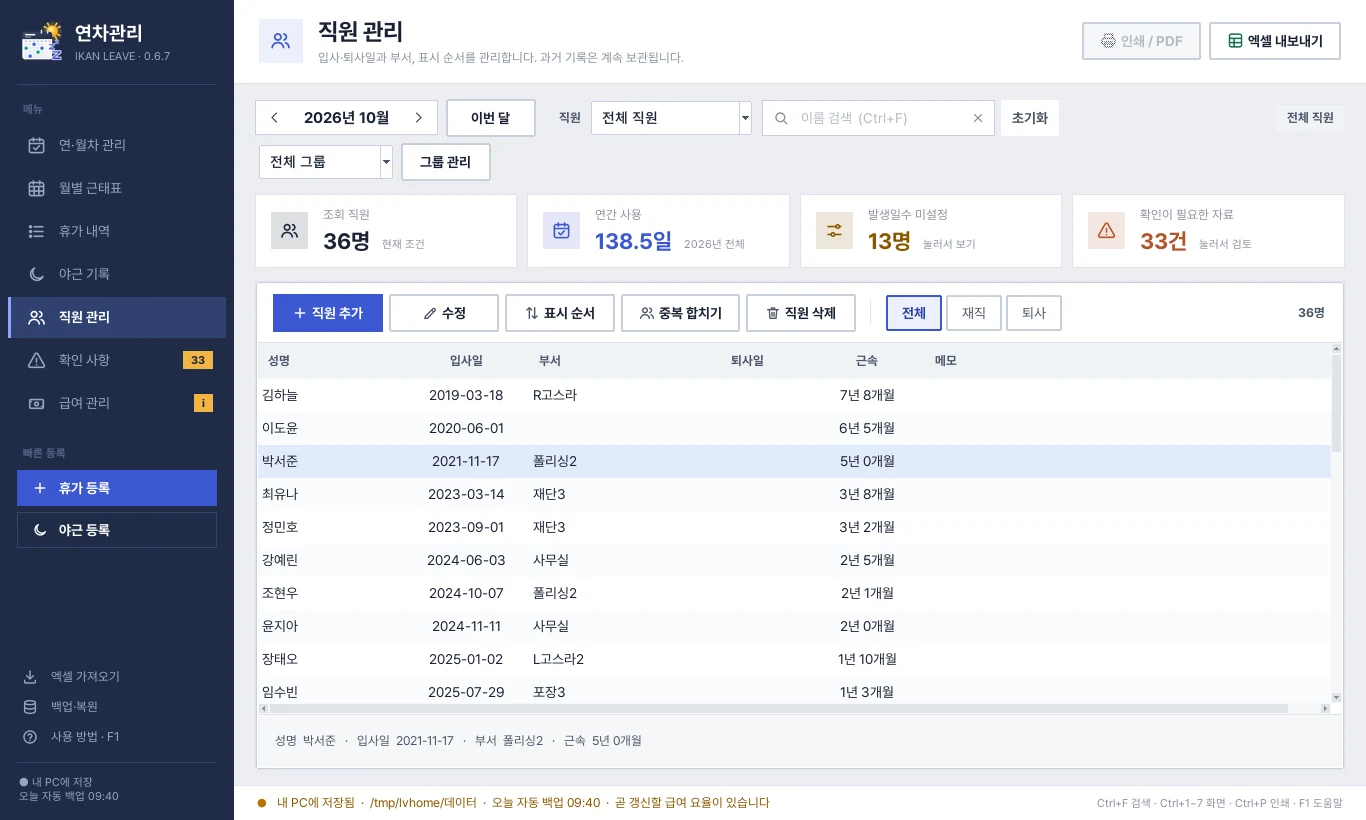 연차관리
IKAN LEAVE · 0.6.7
메뉴
연·월차 관리
월별 근태표
휴가 내역
야근 기록
직원 관리
확인 사항 33
급여 관리 i
빠른 등록
+ 휴가 등록
야근 등록
엑셀 가져오기
백업·복원
사용 방법 · F1
● 내 PC에 저장
오늘 자동 백업 09:40
직원 관리
입사·퇴사일과 부서, 표시 순서를 관리합니다. 과거 기록은 계속 보관됩니다.
인쇄 / PDF 엑셀 내보내기
2026년 10월 이번 달 직원 전체 직원 이름 검색 (Ctrl+F) 초기화 전체 직원
전체 그룹 그룹 관리
조회 직원
36명 현재 조건
연간 사용
138.5일 2026년 전체
발생일수 미설정
13명 눌러서 보기
확인이 필요한 자료
33건 눌러서 검토
+ 직원 추가 수정 표시 순서 중복 합치기 직원 삭제 전체 재직 퇴사 36명
성명 입사일 부서 퇴사일 근속 메모
김하늘 2019-03-18 R고스라 7년 8개월
이도윤 2020-06-01 6년 5개월
박서준 2021-11-17 폴리싱2 5년 0개월
최유나 2023-03-14 재단3 3년 8개월
정민호 2023-09-01 재단3 3년 2개월
강예린 2024-06-03 사무실 2년 5개월
조현우 2024-10-07 폴리싱2 2년 1개월
윤지아 2024-11-11 사무실 2년 0개월
장태오 2025-01-02 L고스라2 1년 10개월
임수빈 2025-07-29 포장3 1년 3개월
성명 박서준 · 입사일 2021-11-17 · 부서 폴리싱2 · 근속 5년 0개월
● 내 PC에 저장됨 · /tmp/lvhome/데이터 · 오늘 자동 백업 09:40 · 곧 갱신할 급여 요율이 있습니다
Ctrl+F 검색 · Ctrl+1~7 화면 · Ctrl+P 인쇄 · F1 도움말